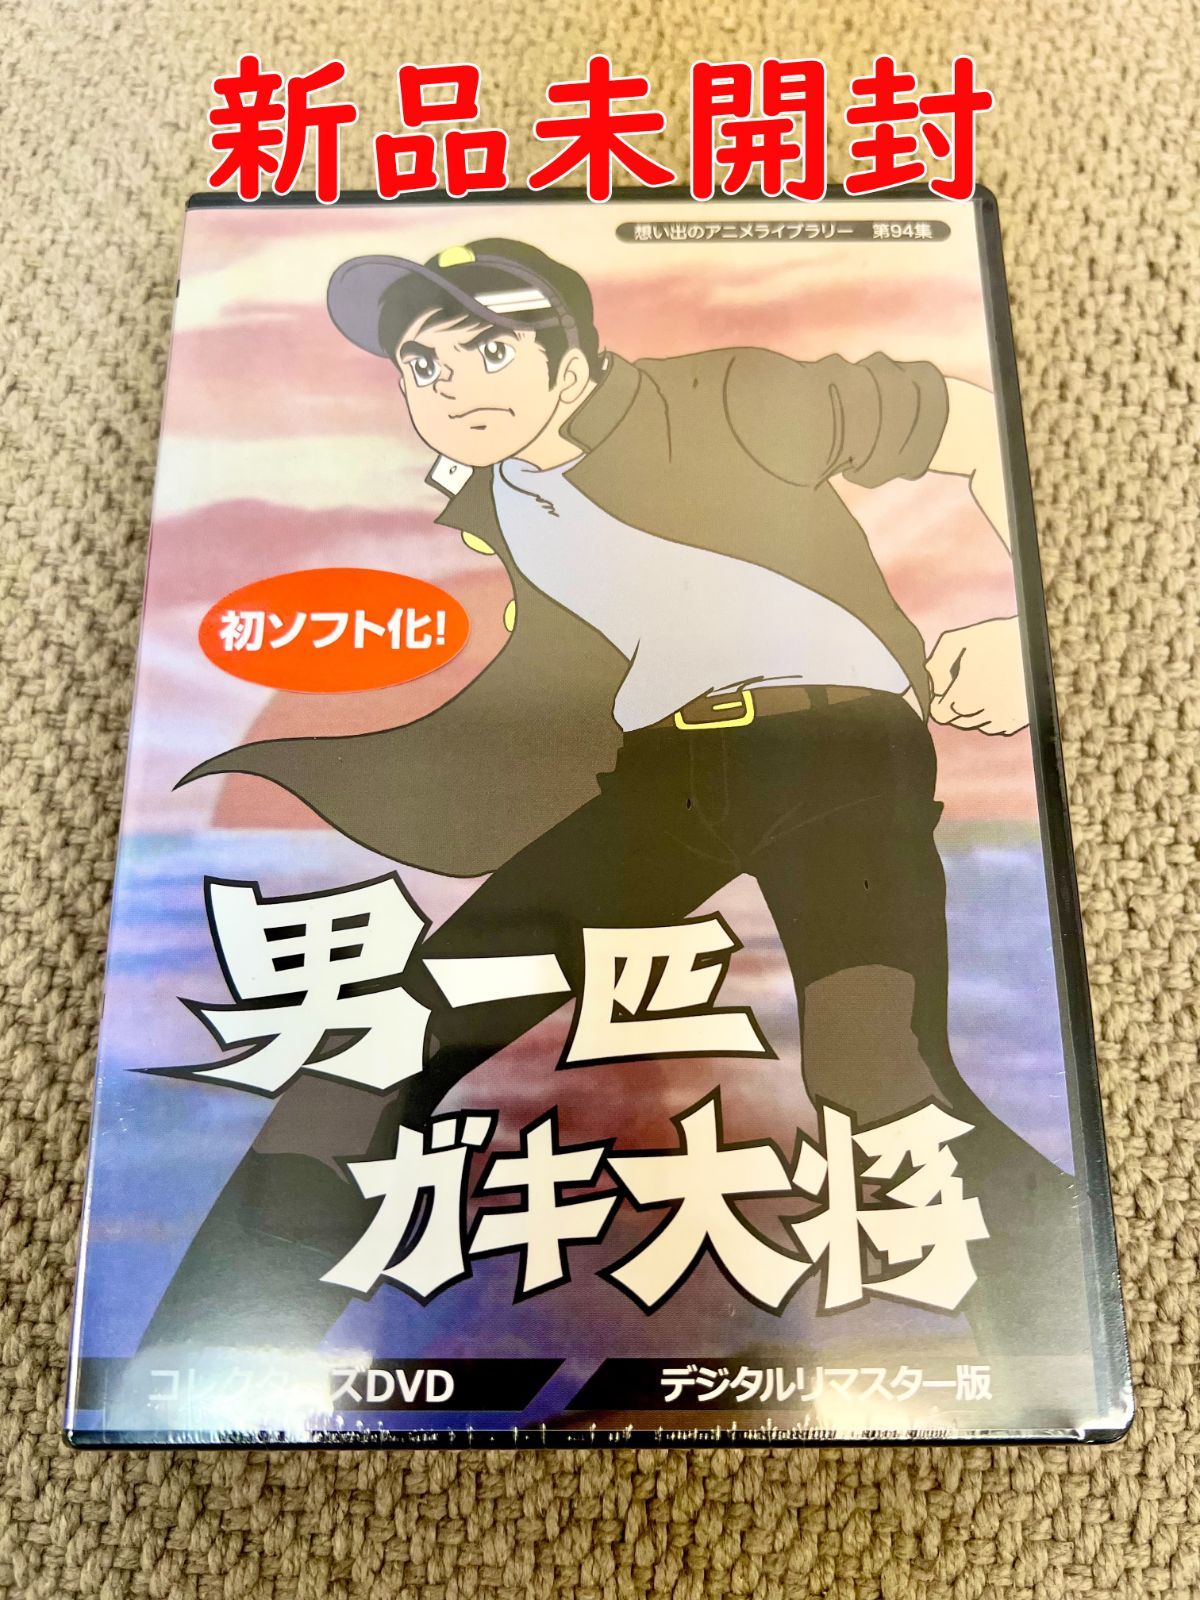 新品未開封
想い出のアニメライブラリー 第94集
初ソフト化!
男一匹
ガキ大将
コレクターズDVD
デジタルリマスター版